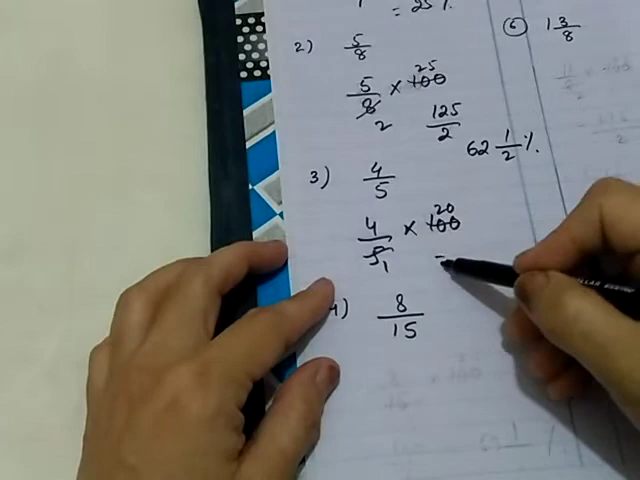 = 25 %.
2) 5/8
5/8 × 100 25
2
125/2
62 1/2 %.
3) 4/5
4/5 × 100 20
1
4) 8/15
6 1 3/8